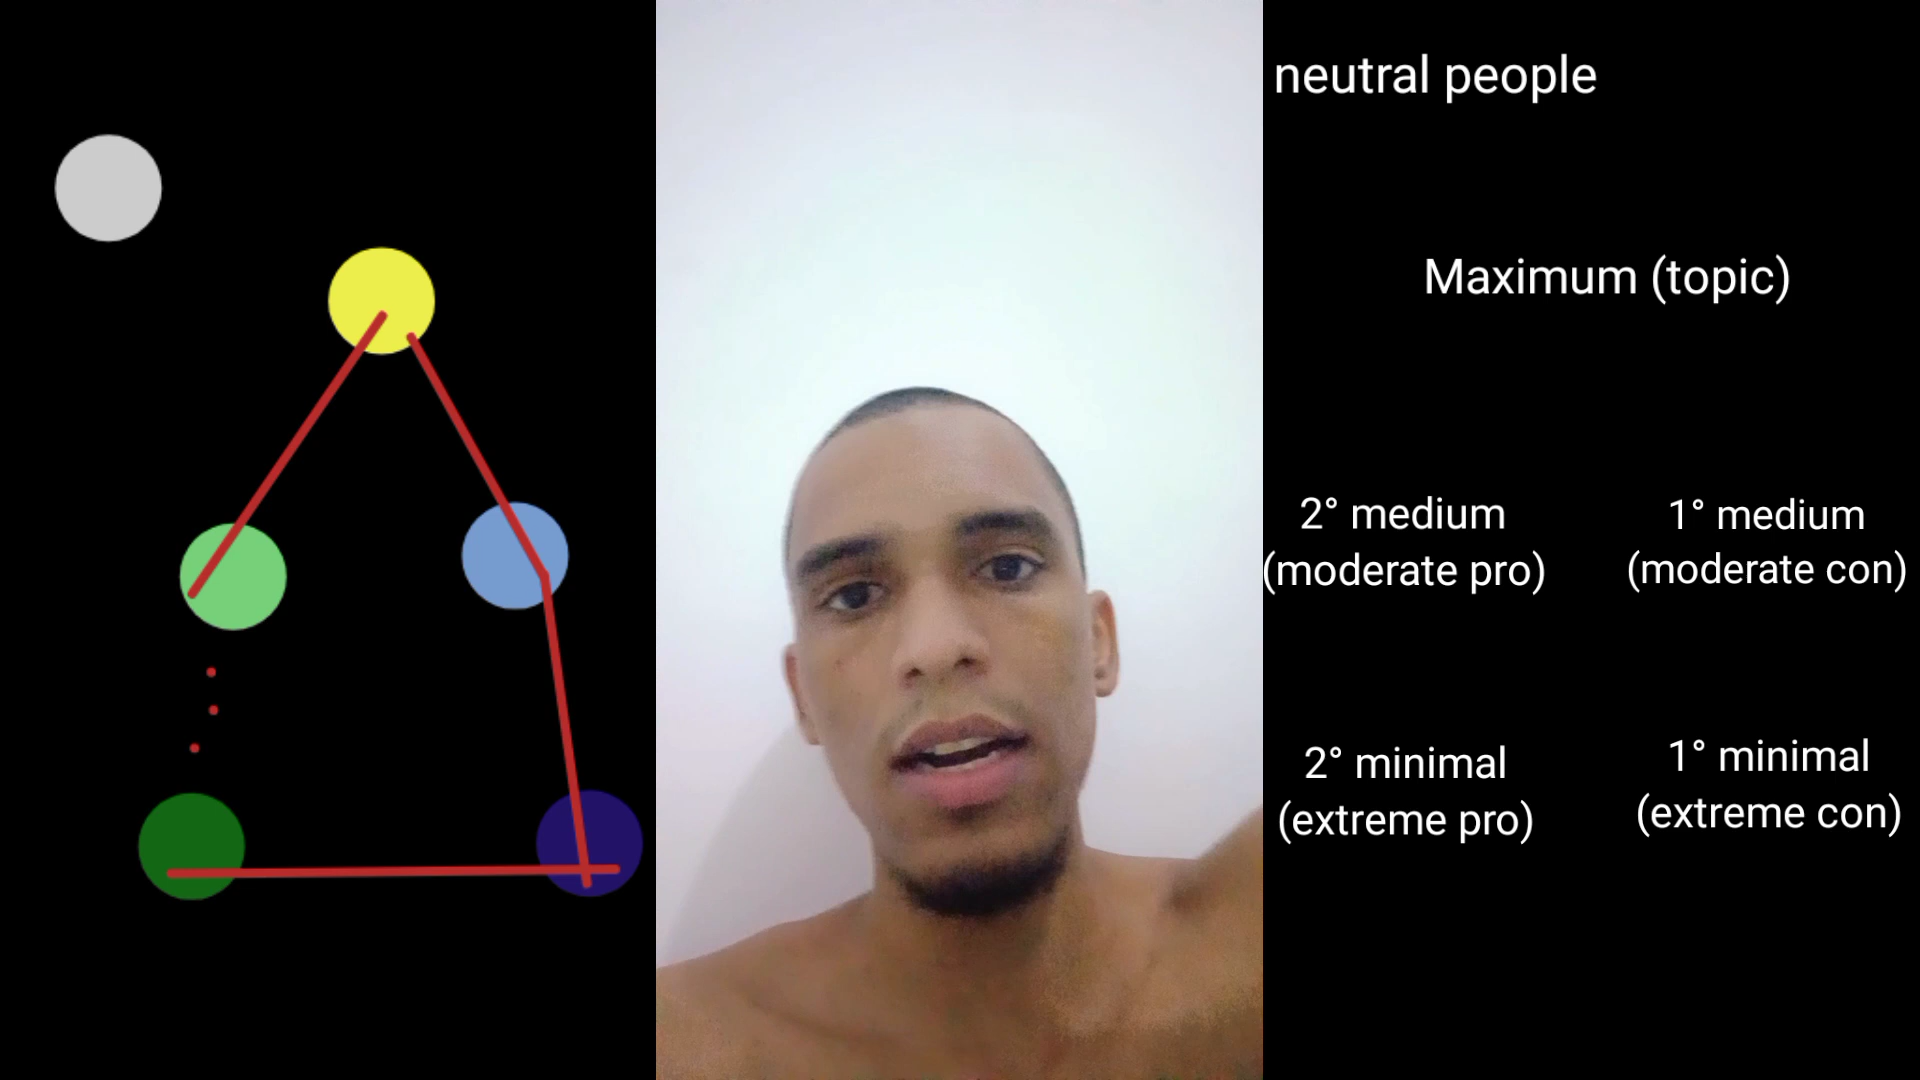 neutral people
Maximum (topic)
2° medium
(moderate pro)
1° medium
(moderate con)
2° minimal
(extreme pro)
1° minimal
(extreme con)